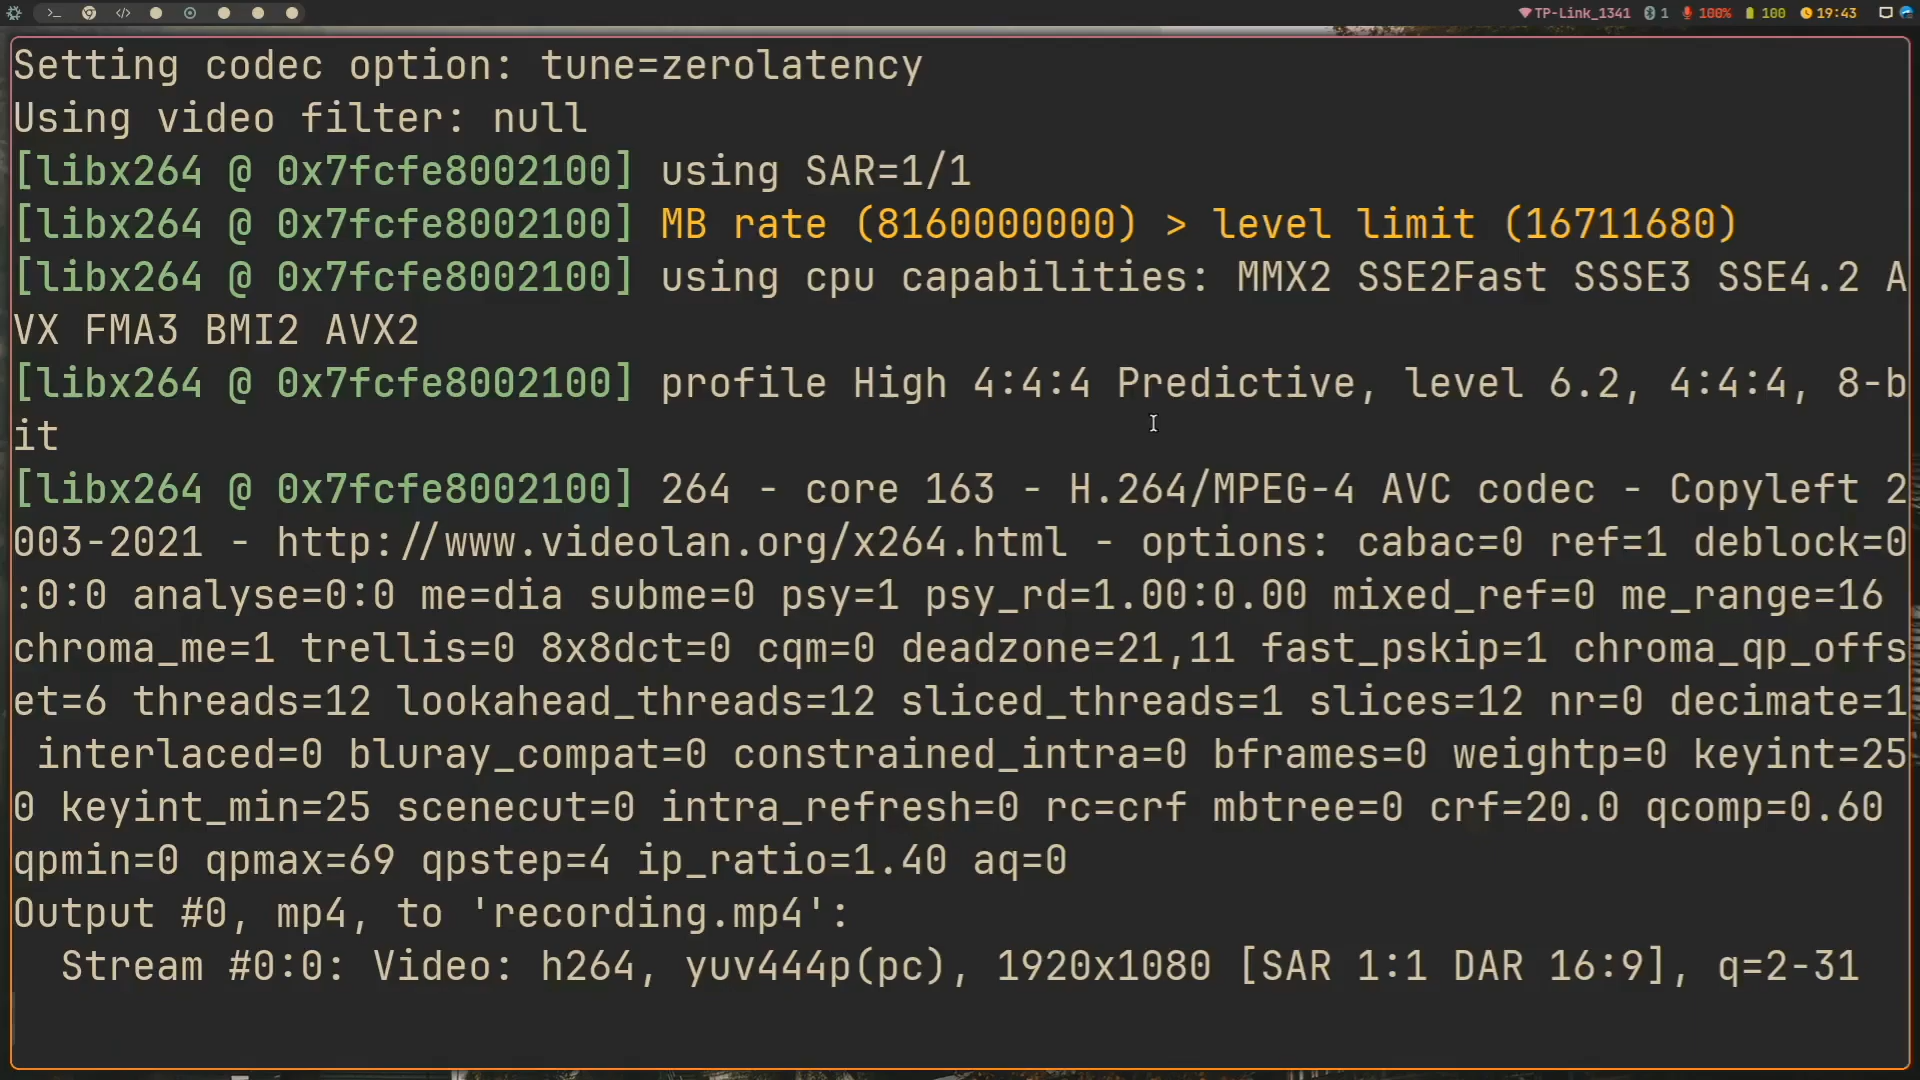 TP-Link_1341 1 100% 100 19:43
Setting codec option: tune=zerolatency
Using video filter: null
[libx264 @ 0x7fcfe8002100] using SAR=1/1
[libx264 @ 0x7fcfe8002100] MB rate (8160000000) > level limit (16711680)
[libx264 @ 0x7fcfe8002100] using cpu capabilities: MMX2 SSE2Fast SSSE3 SSE4.2 A
VX FMA3 BMI2 AVX2
[libx264 @ 0x7fcfe8002100] profile High 4:4:4 Predictive, level 6.2, 4:4:4, 8-b
it
[libx264 @ 0x7fcfe8002100] 264 - core 163 - H.264/MPEG-4 AVC codec - Copyleft 2
003-2021 - http://www.videolan.org/x264.html - options: cabac=0 ref=1 deblock=0
:0:0 analyse=0:0 me=dia subme=0 psy=1 psy_rd=1.00:0.00 mixed_ref=0 me_range=16
chroma_me=1 trellis=0 8x8dct=0 cqm=0 deadzone=21,11 fast_pskip=1 chroma_qp_offs
et=6 threads=12 lookahead_threads=12 sliced_threads=1 slices=12 nr=0 decimate=1
interlaced=0 bluray_compat=0 constrained_intra=0 bframes=0 weightp=0 keyint=25
0 keyint_min=25 scenecut=0 intra_refresh=0 rc=crf mbtree=0 crf=20.0 qcomp=0.60
qpmin=0 qpmax=69 qpstep=4 ip_ratio=1.40 aq=0
Output #0, mp4, to 'recording.mp4':
Stream #0:0: Video: h264, yuv444p(pc), 1920x1080 [SAR 1:1 DAR 16:9], q=2-31